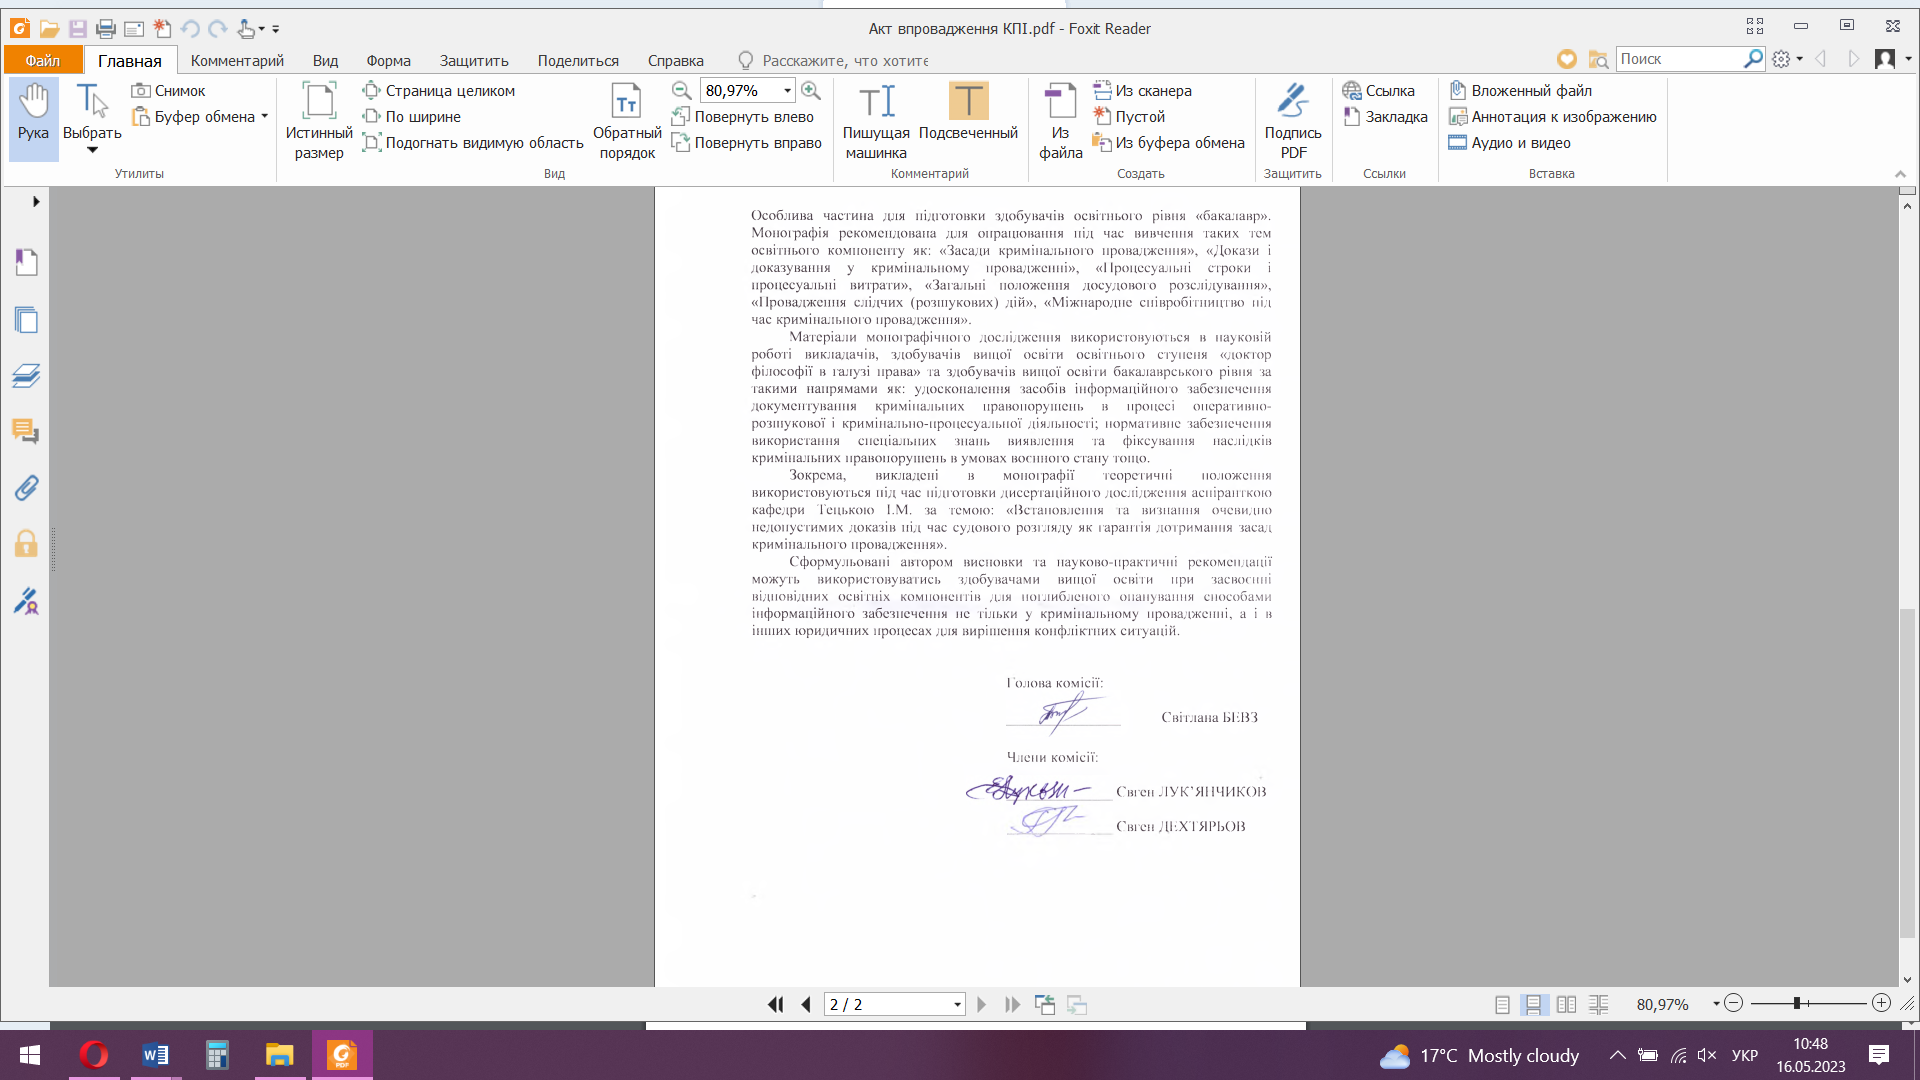 Акт впровадження КПІ.pdf - Foxit Reader
Файл Главная Комментарий Вид Форма Защитить Поделиться Справка Расскажите, что хотите Поиск
Рука
Выбрать
Снимок
Буфер обмена
Утилиты
Истинный размер
Страница целиком
По ширине
Подогнать видимую область
Обратный порядок
80,97%
Повернуть влево
Повернуть вправо
Вид
Пишущая машинка
Подсвеченный
Комментарий
Из файла
Из сканера
Пустой
Из буфера обмена
Создать
Подпись PDF
Защитить
Ссылка
Закладка
Ссылки
Вложенный файл
Аннотация к изображению
Аудио и видео
Вставка
Особлива частина для підготовки здобувачів освітнього рівня «бакалавр».
Монографія рекомендована для опрацювання під час вивчення таких тем
освітнього компоненту як: «Засади кримінального провадження», «Докази і
доказування у кримінальному провадженні», «Процесуальні строки і
процесуальні витрати», «Загальні положення досудового розслідування»,
«Провадження слідчих (розшукових) дій», «Міжнародне співробітництво під
час кримінального провадження».
Матеріали монографічного дослідження використовуються в науковій
роботі викладачів, здобувачів вищої освіти освітнього ступеня «доктор
філософії в галузі права» та здобувачів вищої освіти бакалаврського рівня за
такими напрямами як: удосконалення засобів інформаційного забезпечення
документування кримінальних правопорушень в процесі оперативно-
розшукової і кримінально-процесуальної діяльності; нормативне забезпечення
використання спеціальних знань виявлення та фіксування наслідків
кримінальних правопорушень в умовах воєнного стану тощо.
Зокрема, викладені в монографії теоретичні положення
використовуються під час підготовки дисертаційного дослідження аспіранткою
кафедри Тецькою І.М. за темою: «Встановлення та визнання очевидно
недопустимих доказів під час судового розгляду як гарантія дотримання засад
кримінального провадження».
Сформульовані автором висновки та науково-практичні рекомендації
можуть використовуватись здобувачами вищої освіти при засвоєнні
відповідних освітніх компонентів для поглибленого опанування способами
інформаційного забезпечення не тільки у кримінальному провадженні, а і в
інших юридичних процесах для вирішення конфліктних ситуацій.
Голова комісії:
Світлана БЕВЗ
Члени комісії:
Євген ЛУК'ЯНЧИКОВ
Євген ДЕХТЯРЬОВ
2 / 2
80,97%
PDF
17°C Mostly cloudy
УКР
10:48
16.05.2023